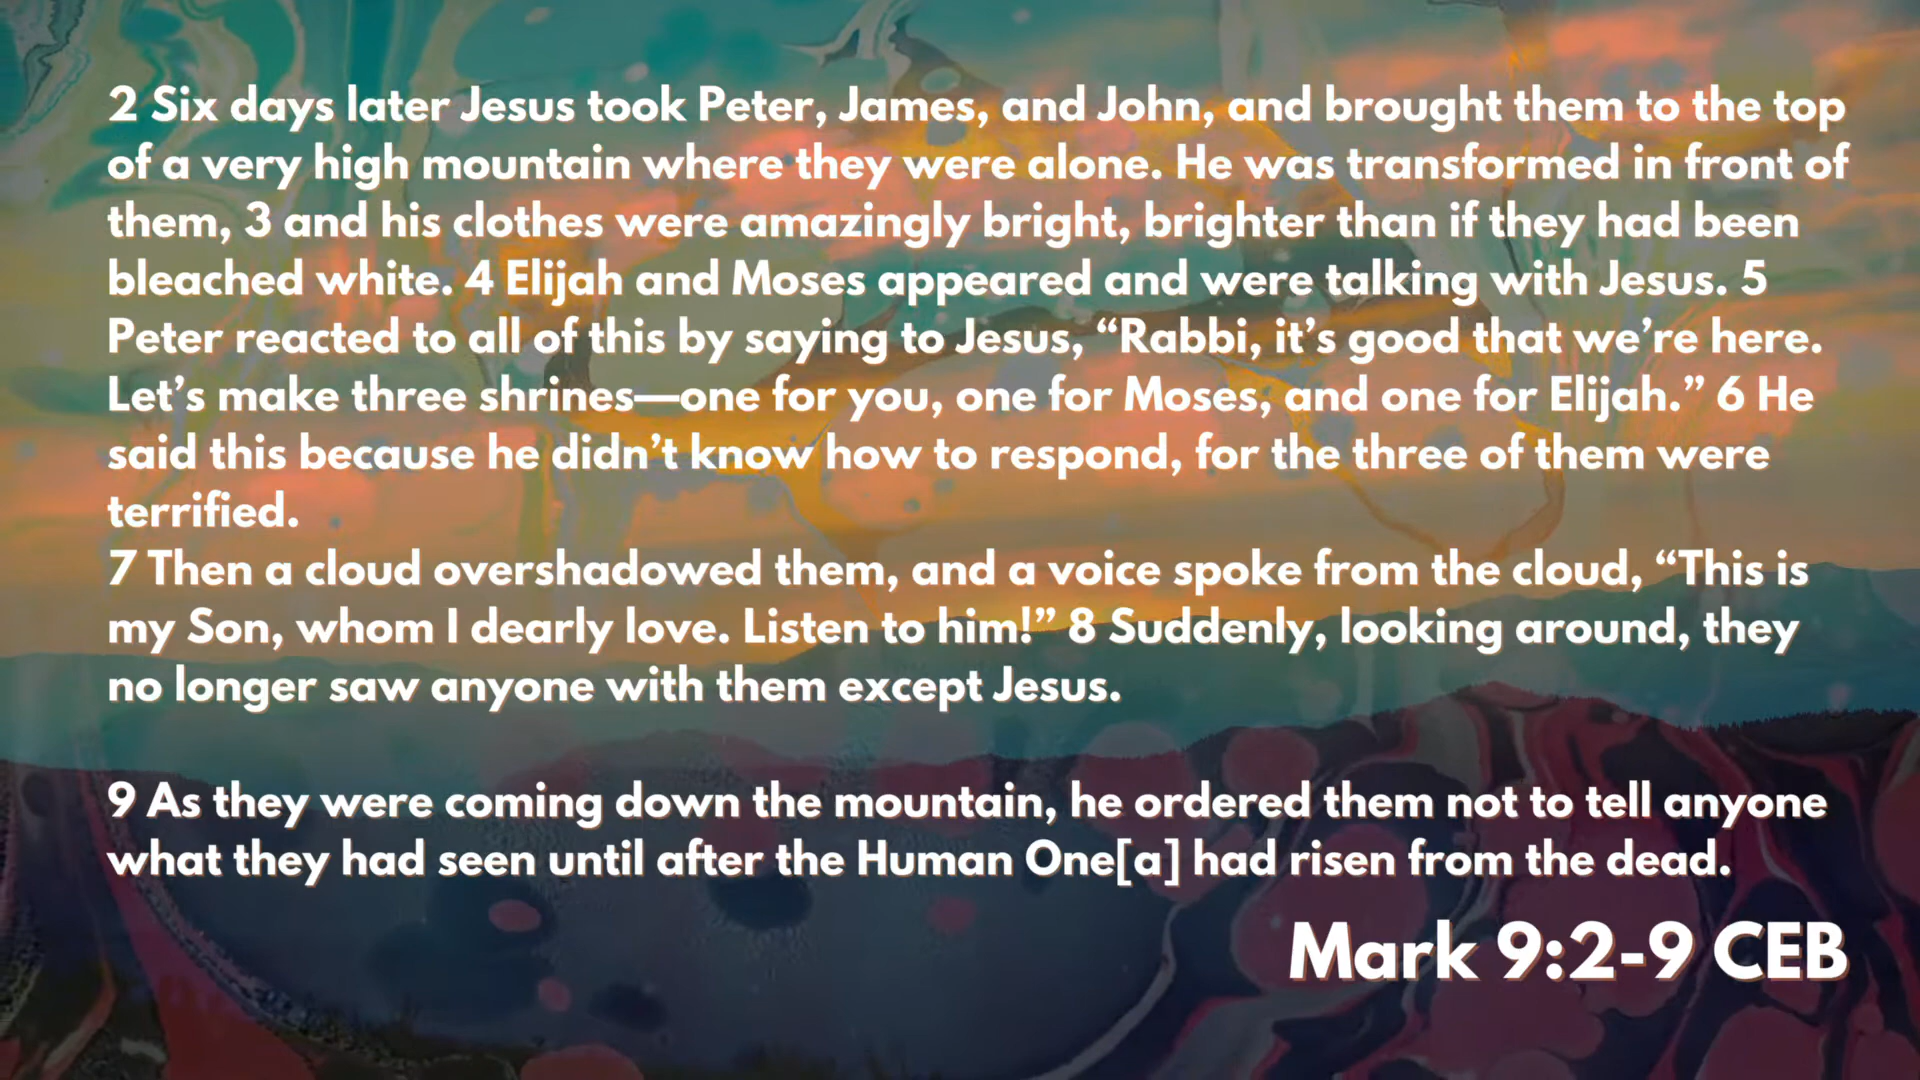 2 Six days later Jesus took Peter, James, and John, and brought them to the top
of a very high mountain where they were alone. He was transformed in front of
them, 3 and his clothes were amazingly bright, brighter than if they had been
bleached white. 4 Elijah and Moses appeared and were talking with Jesus. 5
Peter reacted to all of this by saying to Jesus, “Rabbi, it’s good that we’re here.
Let’s make three shrines—one for you, one for Moses, and one for Elijah.” 6 He
said this because he didn’t know how to respond, for the three of them were
terrified.
7 Then a cloud overshadowed them, and a voice spoke from the cloud, “This is
my Son, whom I dearly love. Listen to him!” 8 Suddenly, looking around, they
no longer saw anyone with them except Jesus.
9 As they were coming down the mountain, he ordered them not to tell anyone
what they had seen until after the Human One[a] had risen from the dead.
Mark 9:2-9 CEB